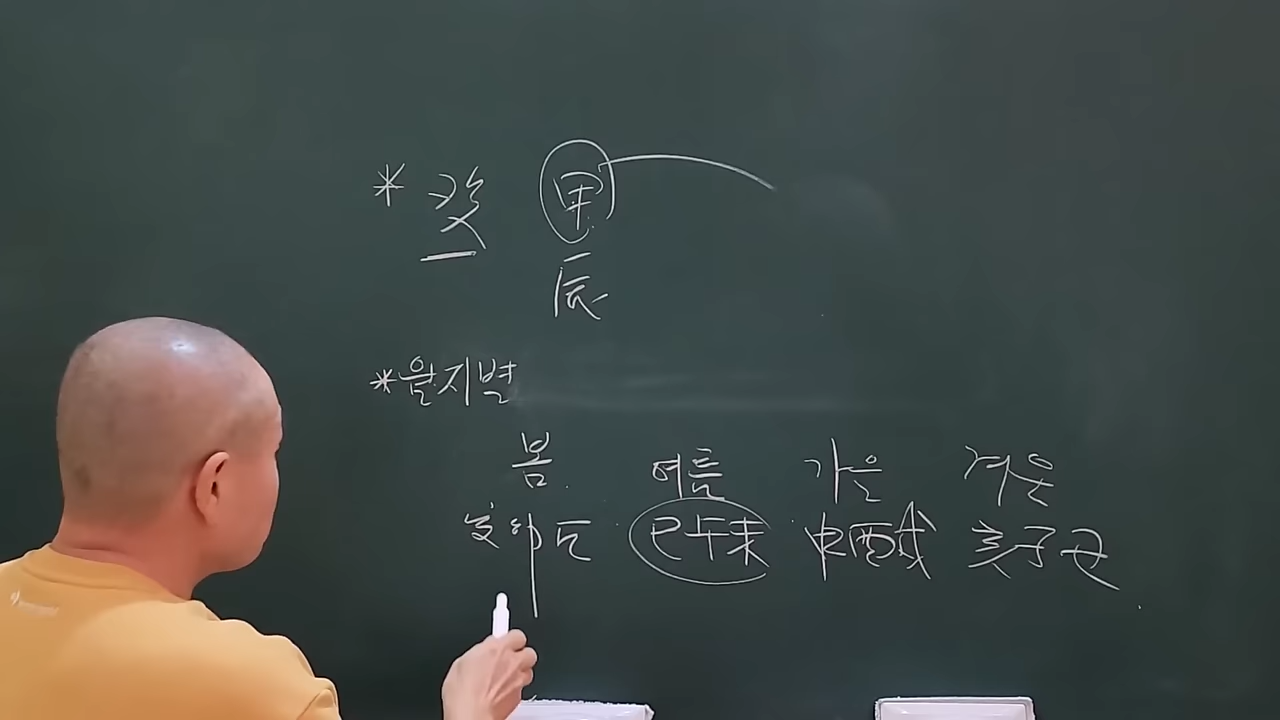 * 癸 甲
辰
* 월지별
봄 여름 가을 겨울
寅卯辰 巳午未 申酉戌 亥子丑